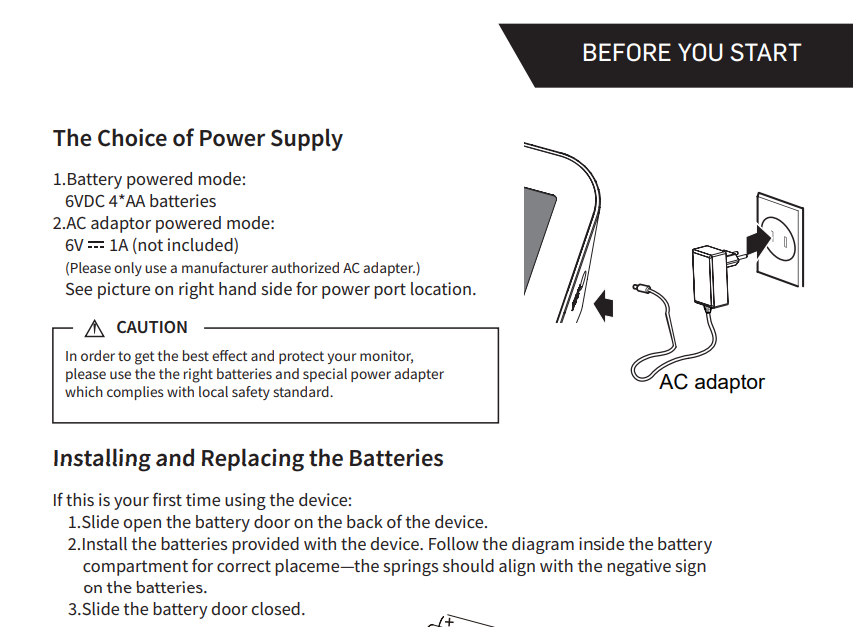 BEFORE YOU START
The Choice of Power Supply
1.Battery powered mode:
6VDC 4*AA batteries
2.AC adaptor powered mode:
6V ⎓ 1A (not included)
(Please only use a manufacturer authorized AC adapter.)
See picture on right hand side for power port location.
AC adaptor
CAUTION
In order to get the best effect and protect your monitor,
please use the the right batteries and special power adapter
which complies with local safety standard.
Installing and Replacing the Batteries
If this is your first time using the device:
1.Slide open the battery door on the back of the device.
2.Install the batteries provided with the device. Follow the diagram inside the battery
compartment for correct placeme—the springs should align with the negative sign
on the batteries.
3.Slide the battery door closed.
+